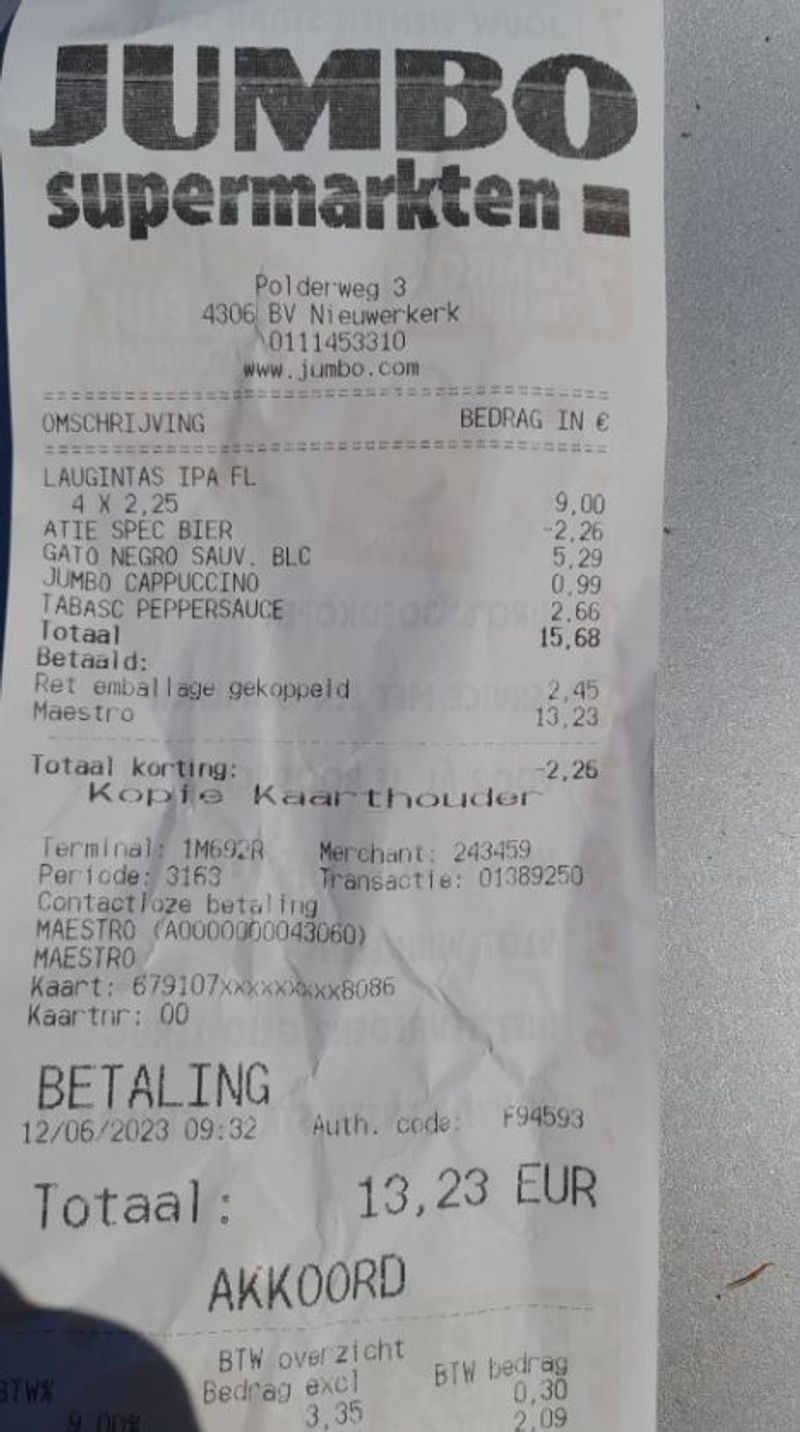 JUMBO
supermarkten
Polderweg 3
4306 BV Nieuwerkerk
0111453310
www.jumbo.com
OMSCHRIJVING BEDRAG IN €
LAUGINTAS IPA FL
4 X 2,25 9,00
ATIE SPEC BIER -2,26
GATO NEGRO SAUV. BLC 5,29
JUMBO CAPPUCCINO 0,99
TABASC PEPPERSAUCE 2,66
Totaal 15,68
Betaald:
Ret emballage gekoppeld 2,45
Maestro 13,23
Totaal korting: -2,26
Kopie Kaarthouder
Terminal: 1M692R Merchant: 243459
Periode: 3163 Transactie: 01389250
Contactloze betaling
MAESTRO (A0000000043060)
MAESTRO
Kaart: 679107xxxxxxxxx8086
Kaartnr: 00
BETALING
12/06/2023 09:32 Auth. code: F94593
Totaal: 13,23 EUR
AKKOORD
BTW overzicht
BTW% Bedrag excl BTW bedrag
9,00% 3,35 0,30
2,09